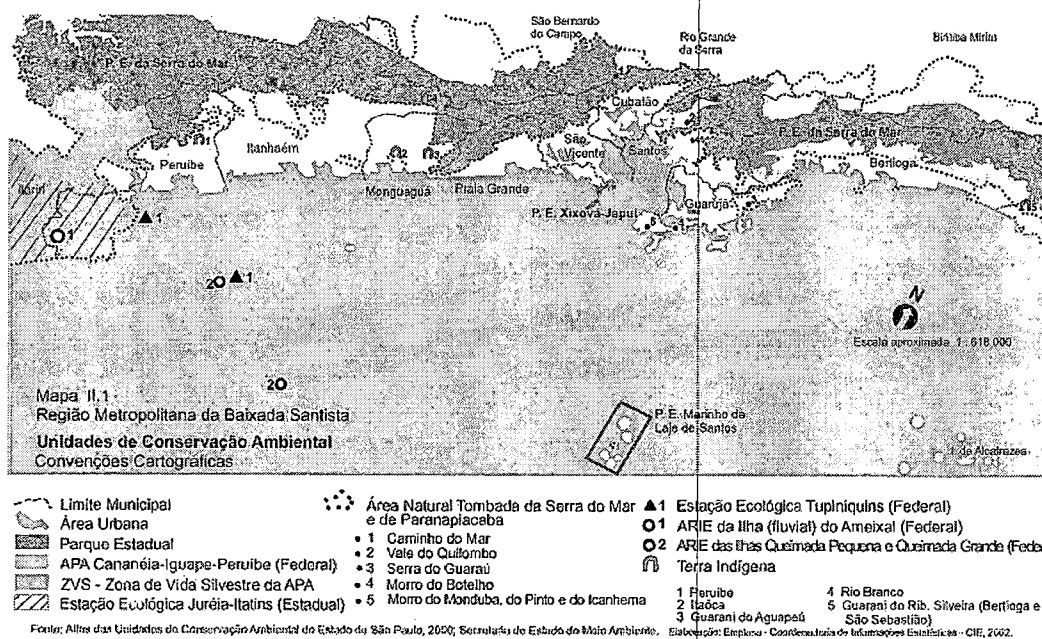 São Bernardo
do Campo
Rio Grande
da Serra
Biritiba Mirim
P. E. da Serra do Mar
Cubatão
P. E. da Serra do Mar
São
Vicente
Santos
Bertioga
Peruíbe
Itanhaém
1
2
3
5
Itariri
Monguaguá
Praia Grande
Guarujá
P. E. Xixová-Japuí
5
1
1
2
1
2
N
Escala aproximada 1: 618.000
Mapa II.1
Região Metropolitana da Baixada Santista
Unidades de Conservação Ambiental
Convenções Cartográficas
P. E. Marinho da
Laje de Santos
I. de Alcatrazes
Limite Municipal
Área Urbana
Parque Estadual
APA Cananéia-Iguape-Peruíbe (Federal)
ZVS - Zona de Vida Silvestre da APA
Estação Ecológica Juréia-Itatins (Estadual)
Área Natural Tombada da Serra do Mar
e de Paranapiacaba
1 Caminho do Mar
2 Vale do Quilombo
3 Serra do Guaraú
4 Morro do Botelho
5 Morro do Monduba, do Pinto e do Icanhema
1 Estação Ecológica Tupiniquins (Federal)
1 ARIE da Ilha (fluvial) do Ameixal (Federal)
2 ARIE das Ilhas Queimada Pequena e Queimada Grande (Fede
Terra Indígena
1 Peruíbe
2 Itaóca
3 Guarani do Aguapeú
4 Rio Branco
5 Guarani do Rib. Silveira (Bertioga e
São Sebastião)
Fonte: Atlas das Unidades de Conservação Ambiental do Estado de São Paulo, 2000; Secretaria de Estado do Meio Ambiente.
Elaboração: Emplasa - Coordenadoria de Informações Estatísticas - CIE, 2002.